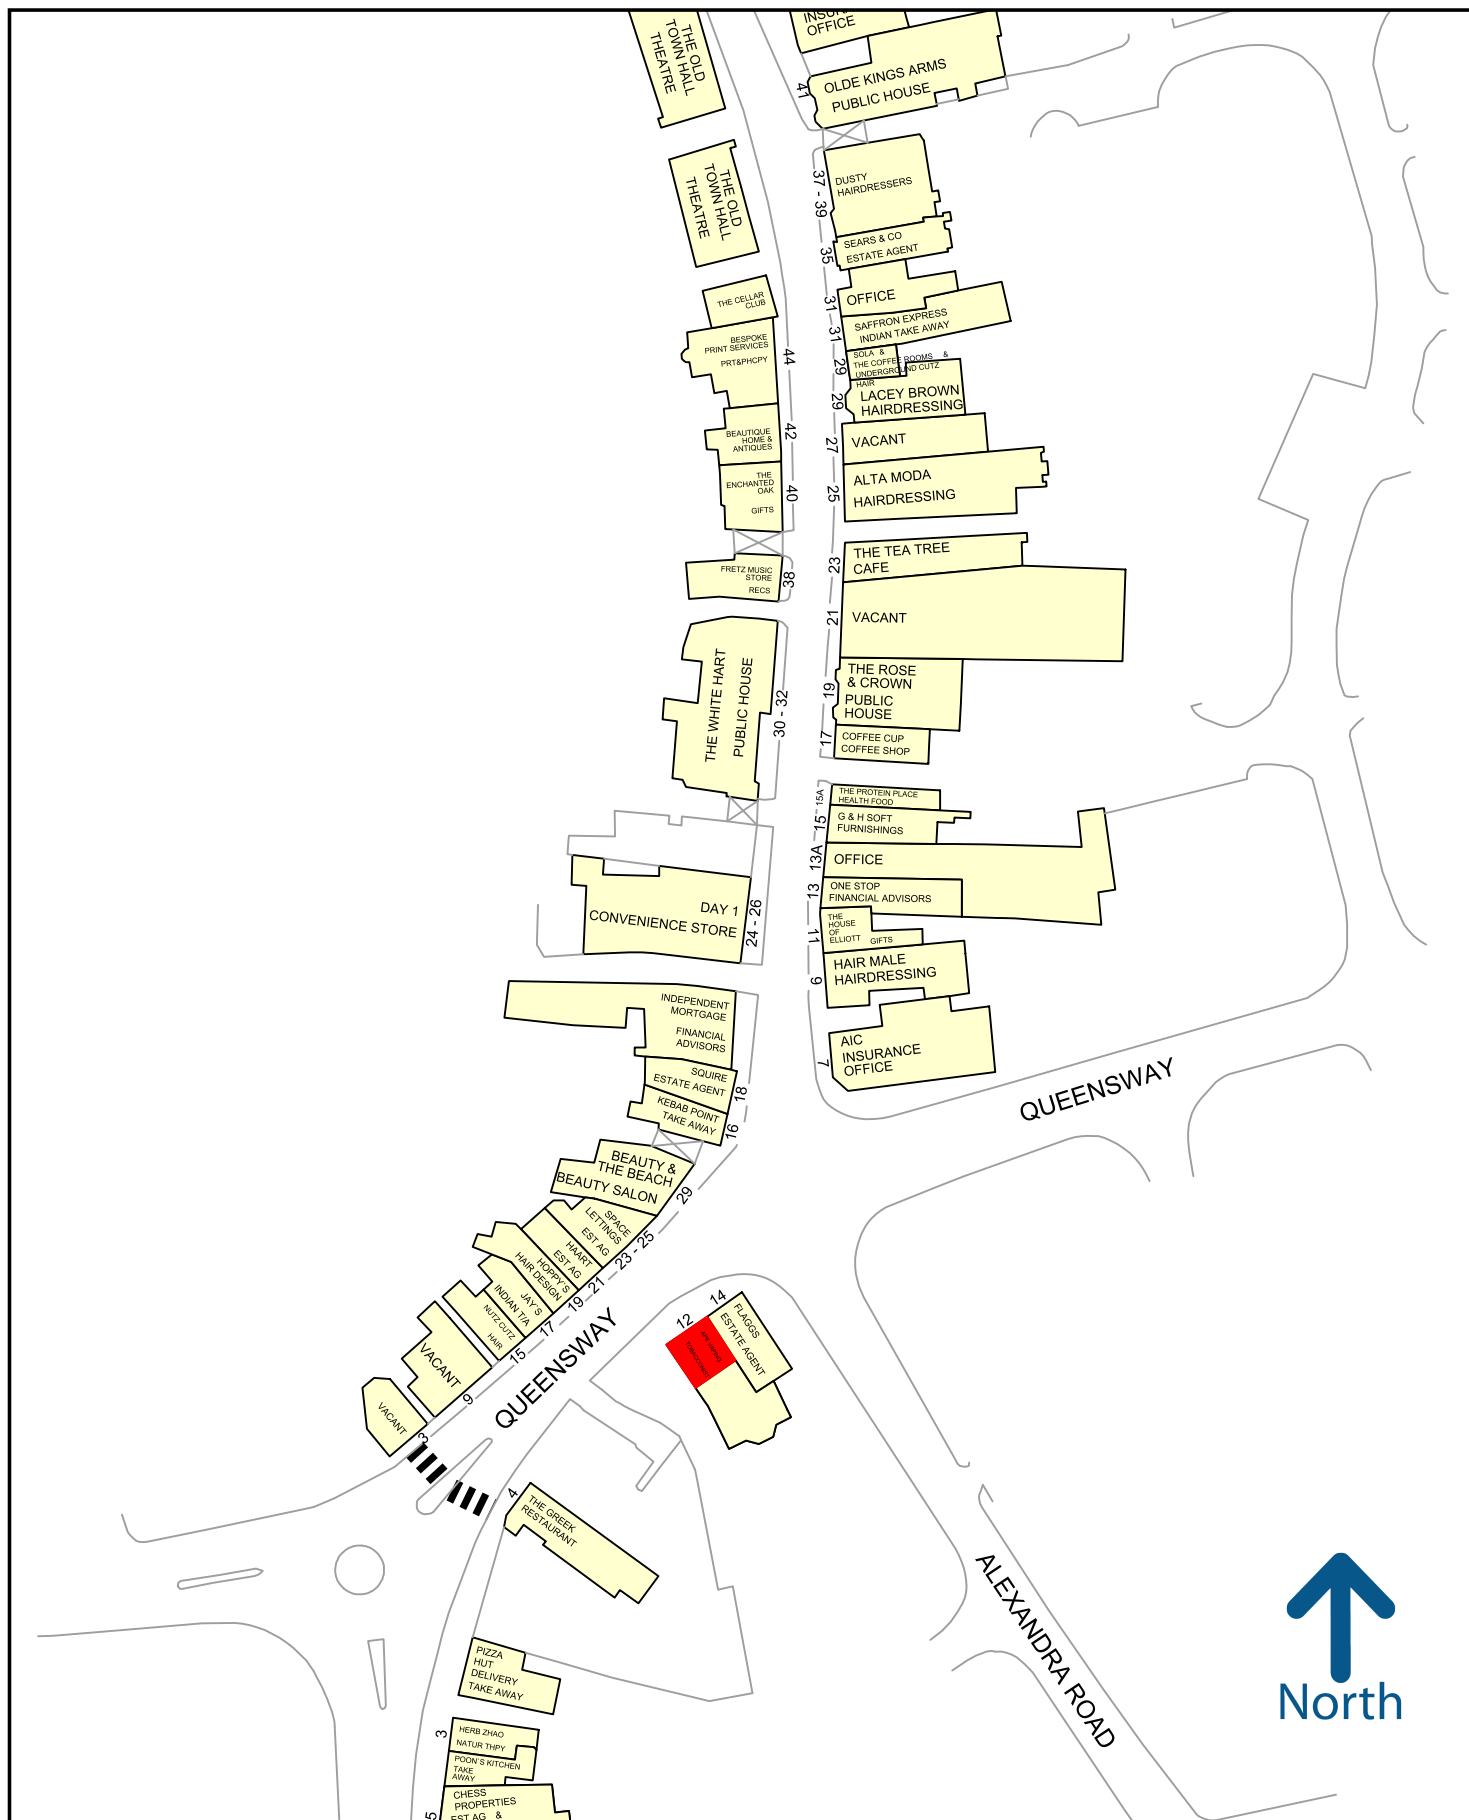 THE OLD
TOWN HALL
THEATRE
INSURANCE
OFFICE
41
OLDE KINGS ARMS
PUBLIC HOUSE
THE OLD
TOWN HALL
THEATRE
37 - 39
DUSTY
HAIRDRESSERS
35
SEARS & CO
ESTATE AGENT
THE CELLAR
CLUB
31
OFFICE
31
SAFFRON EXPRESS
INDIAN TAKE AWAY
BESPOKE
PRINT SERVICES
PRT&PHCPY
44
29
SOLA &
THE COFFEE ROOMS &
UNDERGROUND CUTZ
HAIR
29
LACEY BROWN
HAIRDRESSING
BEAUTIQUE
HOME &
ANTIQUES
42
27
VACANT
THE
ENCHANTED
OAK
GIFTS
40
25
ALTA MODA
HAIRDRESSING
FRETZ MUSIC
STORE
RECS
38
23
THE TEA TREE
CAFE
21
VACANT
THE WHITE HART
PUBLIC HOUSE
30 - 32
19
THE ROSE
& CROWN
PUBLIC
HOUSE
17
COFFEE CUP
COFFEE SHOP
15A
THE PROTEIN PLACE
HEALTH FOOD
15
G & H SOFT
FURNISHINGS
13A
OFFICE
DAY 1
CONVENIENCE STORE
24 - 26
13
ONE STOP
FINANCIAL ADVISORS
11
THE
HOUSE
OF
ELLIOTT GIFTS
9
HAIR MALE
HAIRDRESSING
INDEPENDENT
MORTGAGE
FINANCIAL
ADVISORS
7
AIC
INSURANCE
OFFICE
SQUIRE
ESTATE AGENT
18
KEBAB POINT
TAKE AWAY
16
QUEENSWAY
BEAUTY &
THE BEACH
BEAUTY SALON
29
SPACE
LETTINGS
EST AG
23 - 25
HAART
EST AG
21
HOPPY'S
HAIR DESIGN
19
JAY'S
INDIAN T/A
17
NUTZ CUTZ
HAIR
15
VACANT
9
VACANT
3
QUEENSWAY
12
14
FLAGGS
ESTATE AGENT
4
THE GREEK
RESTAURANT
ALEXANDRA ROAD
PIZZA
HUT
DELIVERY
TAKE AWAY
3
HERB ZHAO
NATUR THPY
POON'S KITCHEN
TAKE
AWAY
5
CHESS
PROPERTIES
EST AG &
North